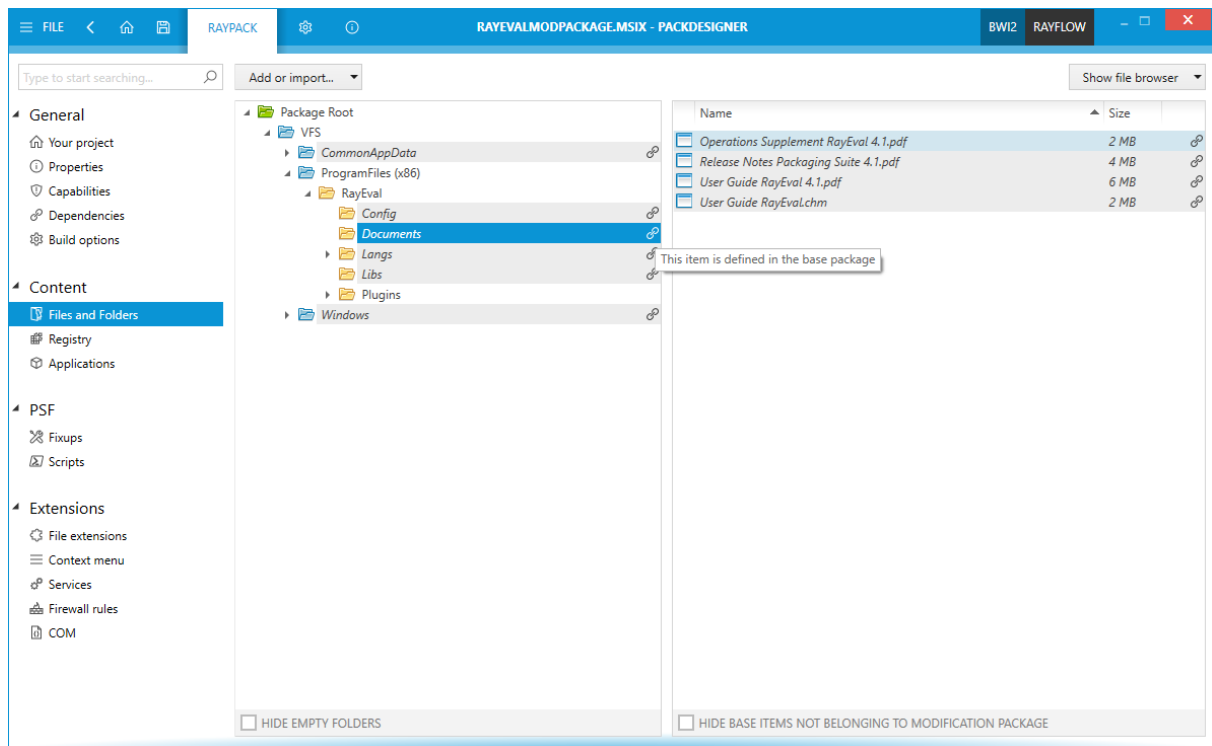 FILE RAYPACK RAYEVALMODPACKAGE.MSIX - PACKDESIGNER BWI2 RAYFLOW
Type to start searching...
Add or import...
Show file browser
General
Your project
Properties
Capabilities
Dependencies
Build options
Content
Files and Folders
Registry
Applications
PSF
Fixups
Scripts
Extensions
File extensions
Context menu
Services
Firewall rules
COM
Package Root
VFS
CommonAppData
ProgramFiles (x86)
RayEval
Config
Documents
Langs
Libs
Plugins
Windows
HIDE EMPTY FOLDERS
Name Size
Operations Supplement RayEval 4.1.pdf 2 MB
Release Notes Packaging Suite 4.1.pdf 4 MB
User Guide RayEval 4.1.pdf 6 MB
User Guide RayEval.chm 2 MB
This item is defined in the base package
HIDE BASE ITEMS NOT BELONGING TO MODIFICATION PACKAGE